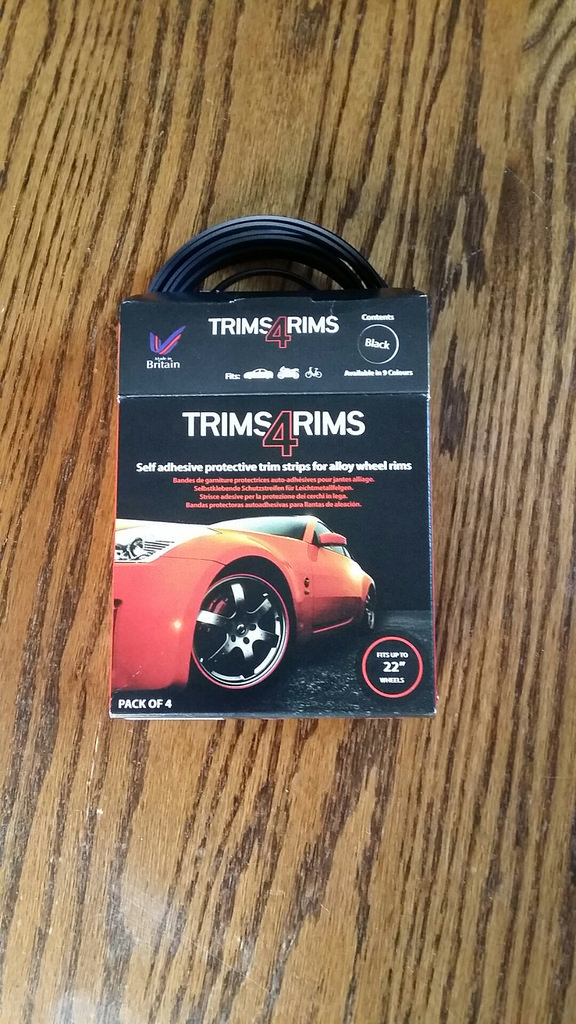 TRIMS4RIMS
Contents
Black
Available in 9 Colours
Made in
Britain
Fits:
TRIMS4RIMS
Self adhesive protective trim strips for alloy wheel rims
Bandes de garniture protectrices auto-adhésives pour jantes alliage.
Selbstklebende Schutzstreifen für Leichtmetallfelgen.
Strisce adesive per la protezione dei cerchi in lega.
Bandas protectoras autoadhesivas para llantas de aleación.
FITS UP TO
22”
WHEELS
PACK OF 4